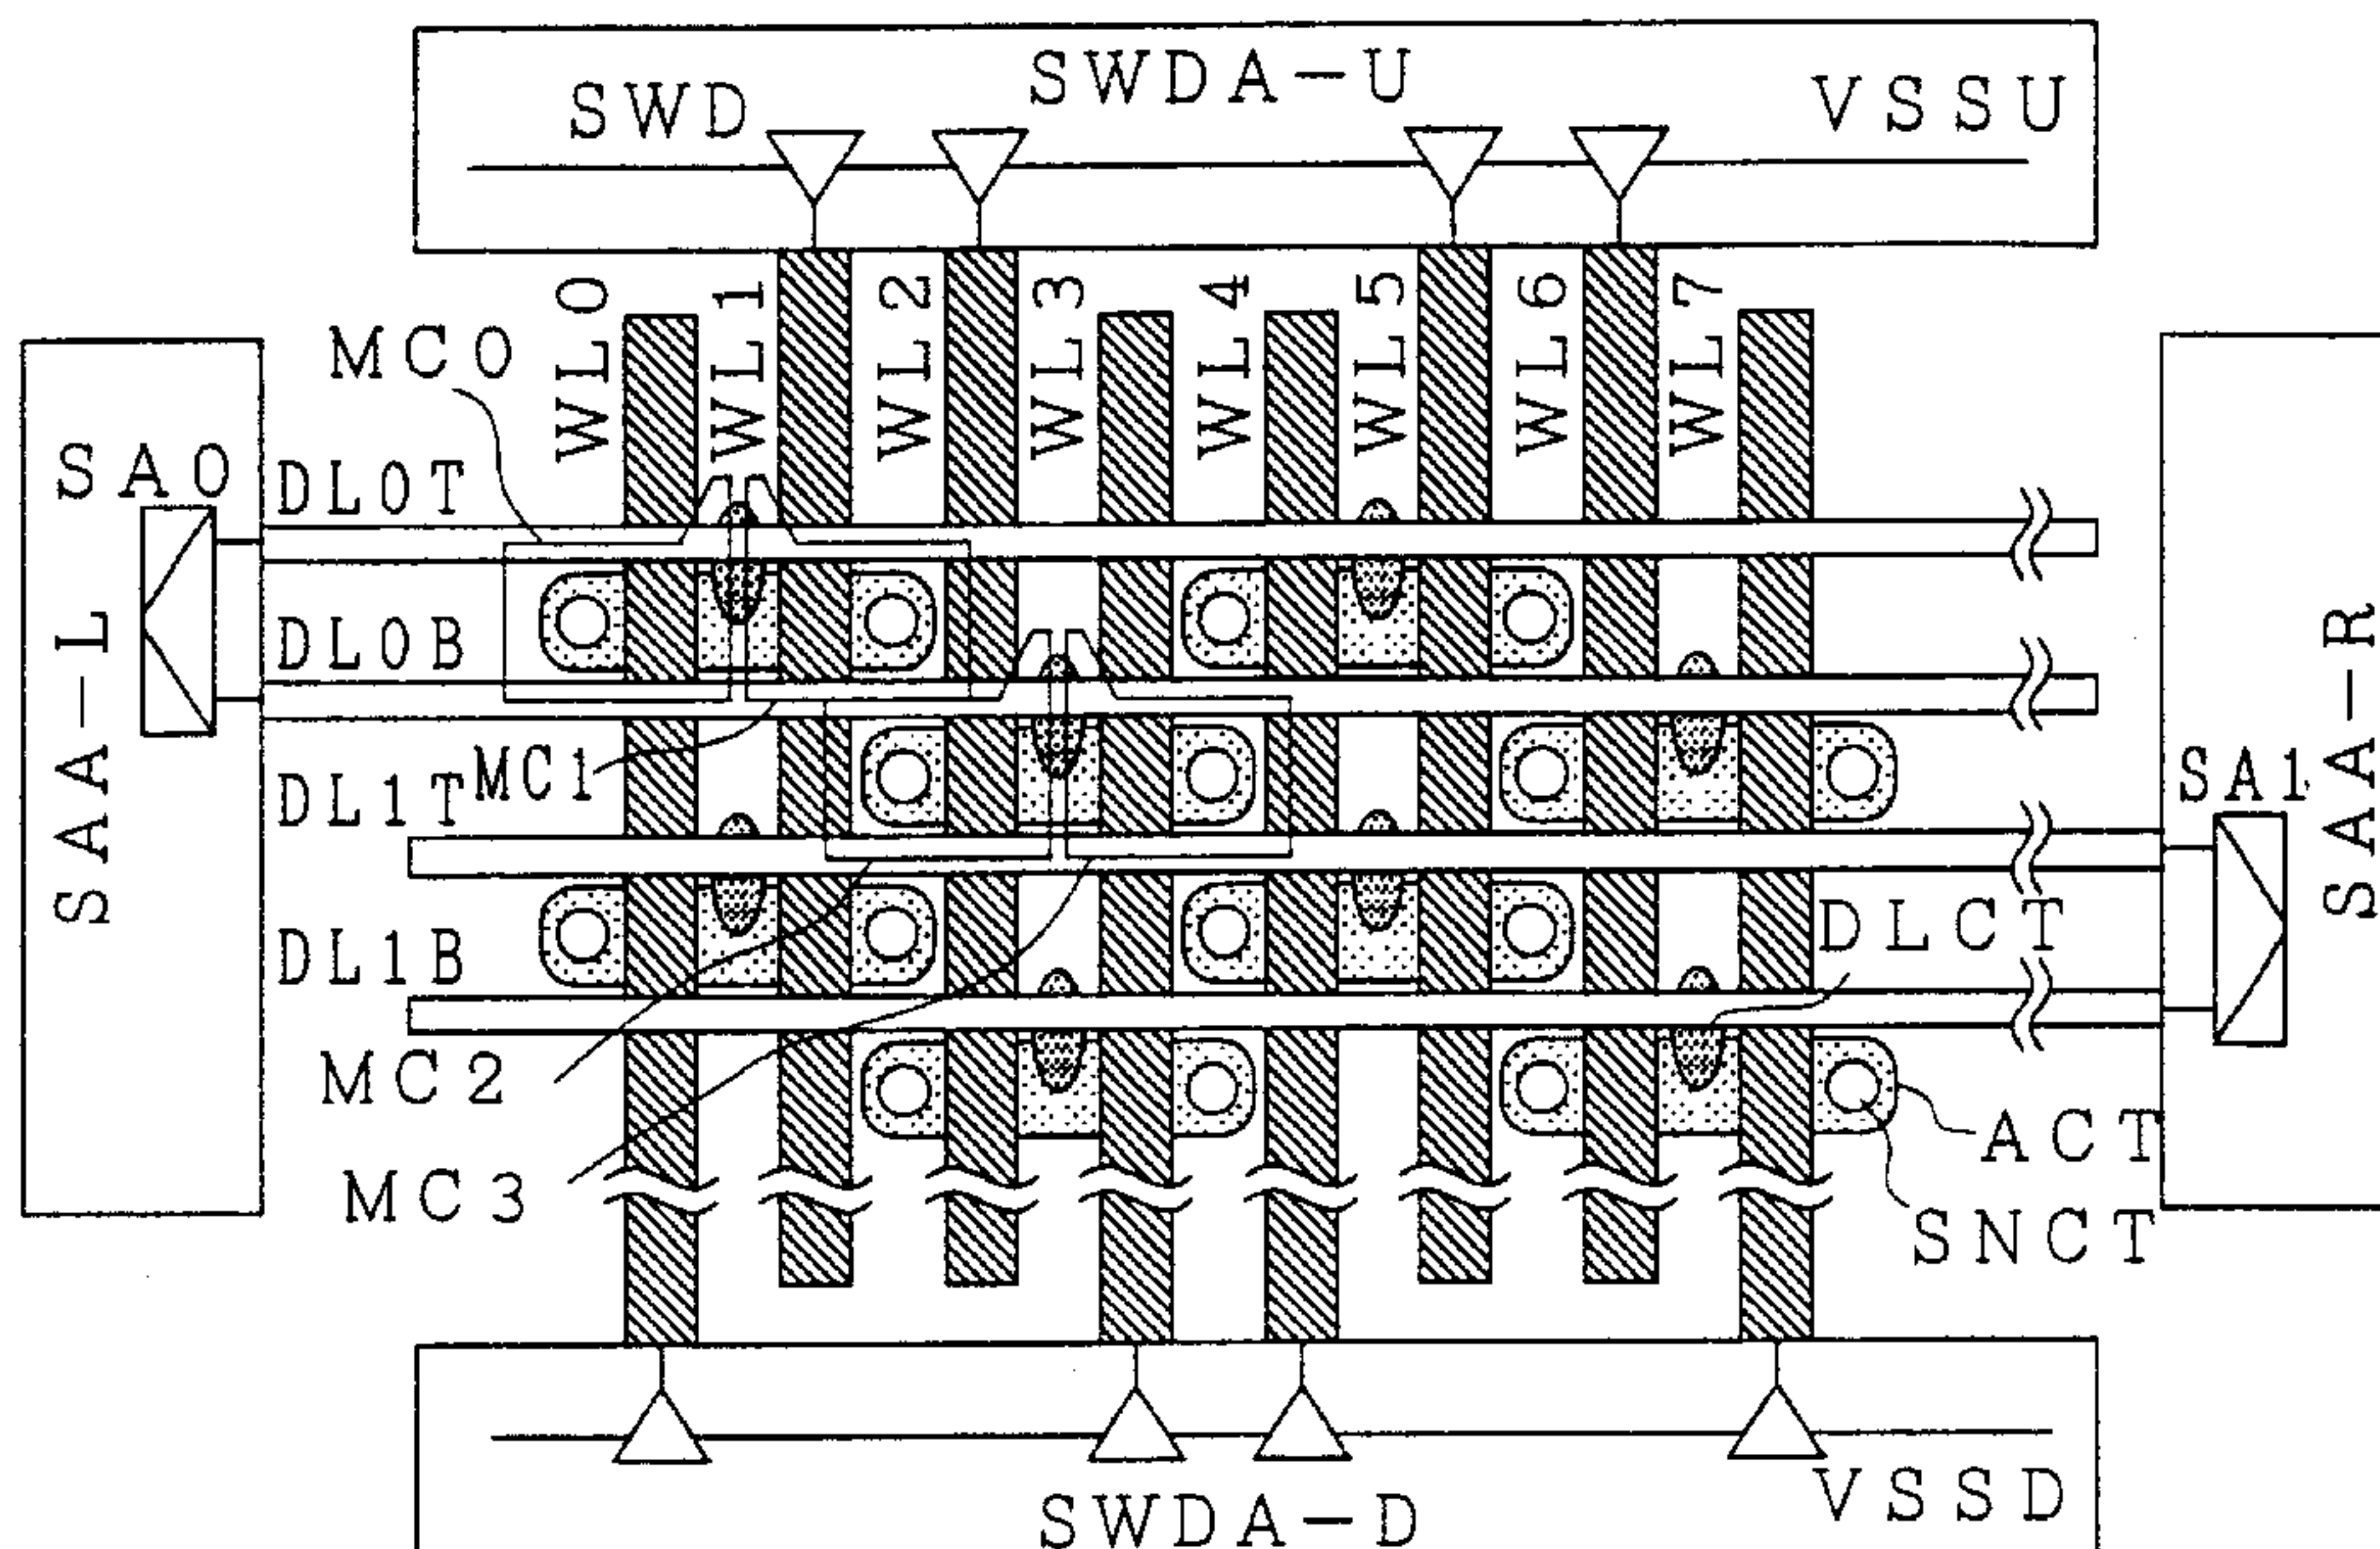 SWDA-U
SWD
VSSU
WL0
WL1
WL2
WL3
WL4
WL5
WL6
WL7
MC0
SA0
DL0T
SAA-L
DL0B
SAA-R
DL1T
MC1
SA1
DLCT
DL1B
MC2
ACT
MC3
SNCT
VSSD
SWDA-D